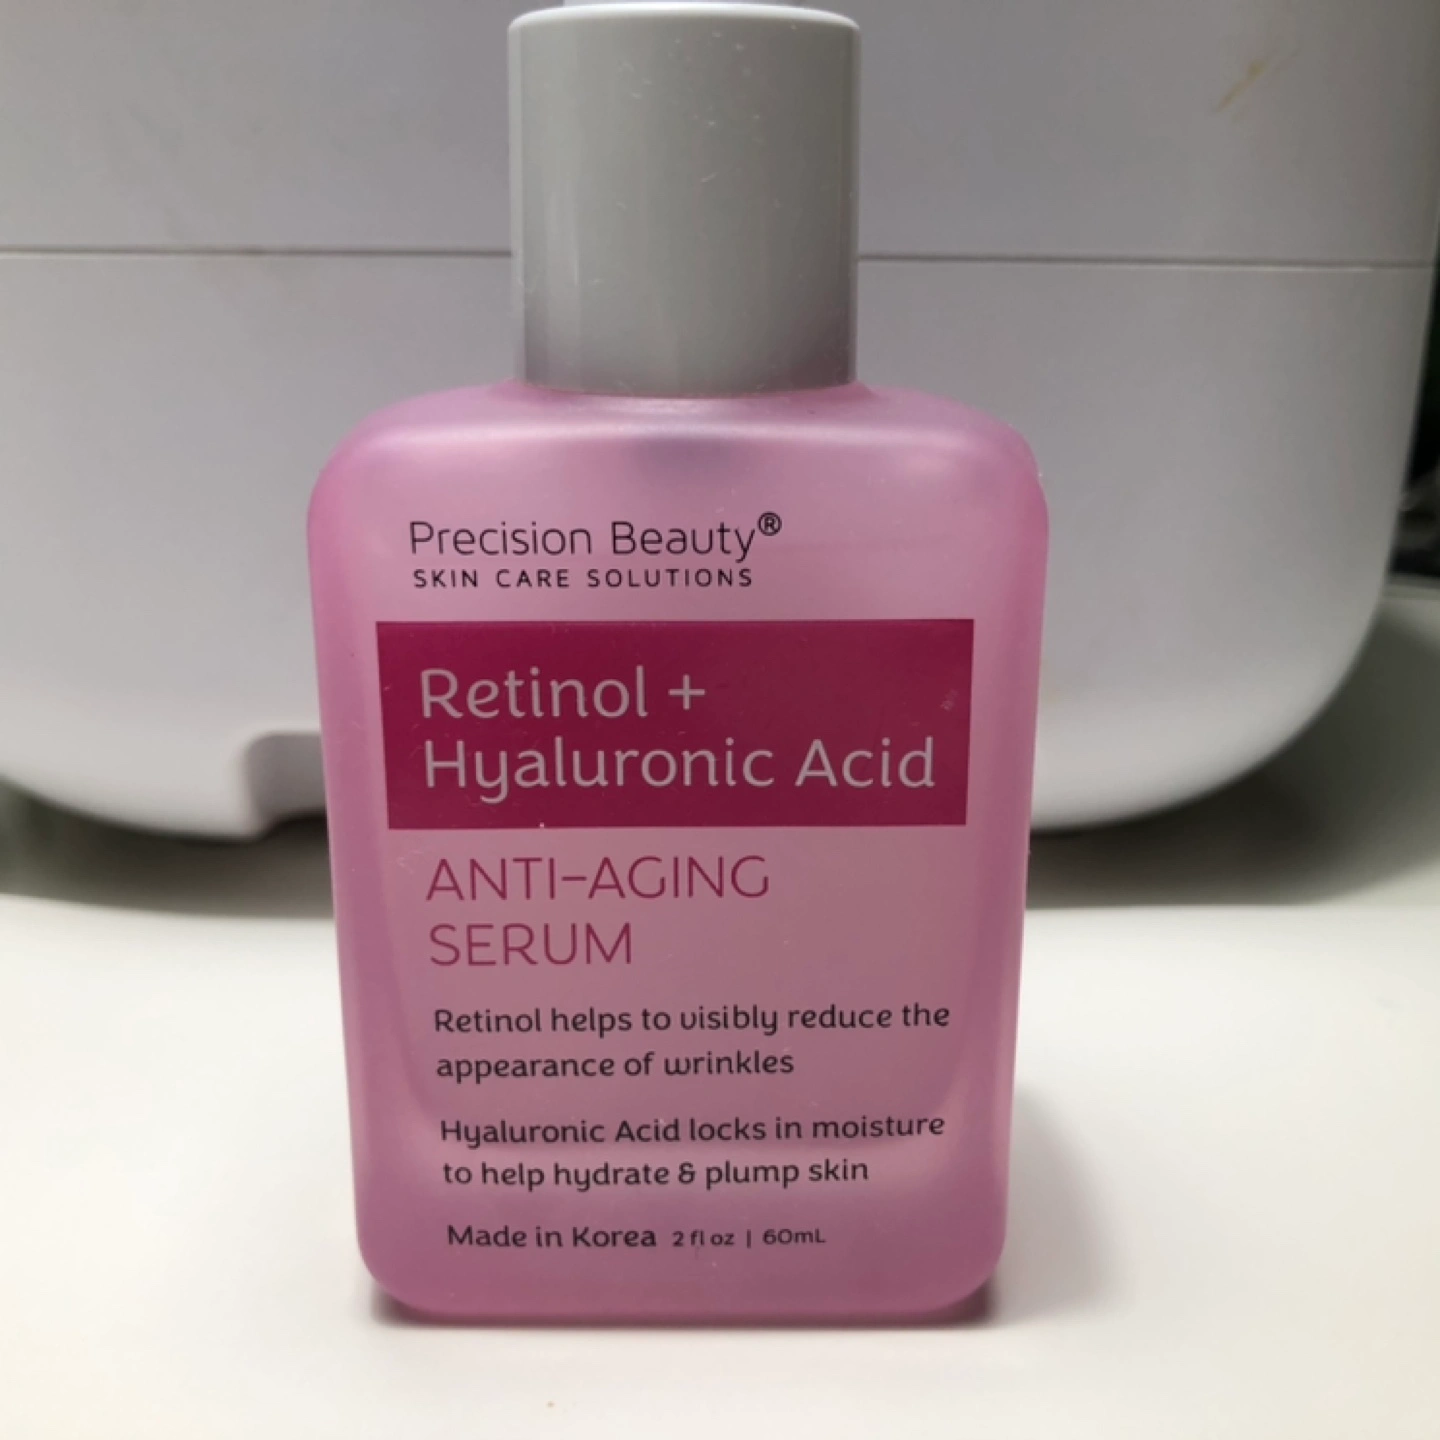 Precision Beauty®
SKIN CARE SOLUTIONS
Retinol +
Hyaluronic Acid
ANTI-AGING
SERUM
Retinol helps to visibly reduce the
appearance of wrinkles
Hyaluronic Acid locks in moisture
to help hydrate & plump skin
Made in Korea 2 fl oz | 60mL